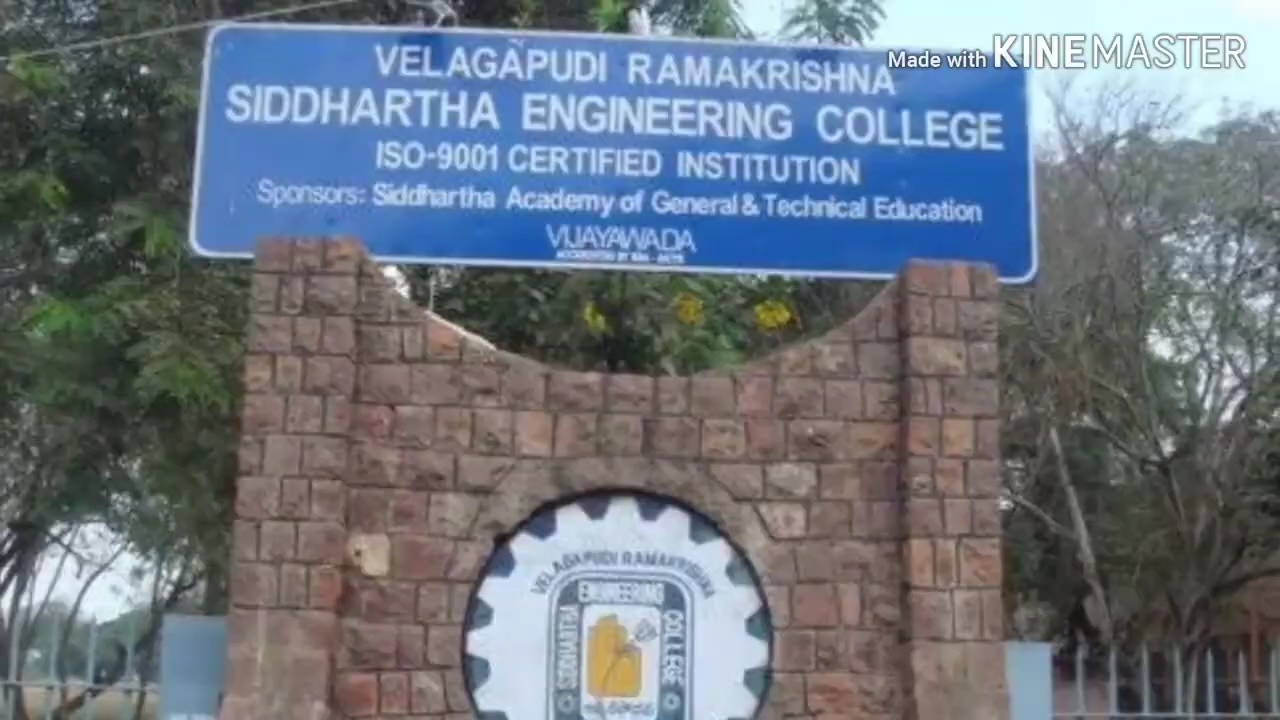 Made with KINEMASTER
VELAGAPUDI RAMAKRISHNA
SIDDHARTHA ENGINEERING COLLEGE
ISO-9001 CERTIFIED INSTITUTION
Sponsors: Siddhartha Academy of General & Technical Education
VIJAYAWADA
VELAGAPUDI RAMAKRISHNA
SIDDHARTHA
ENGINEERING
COLLEGE